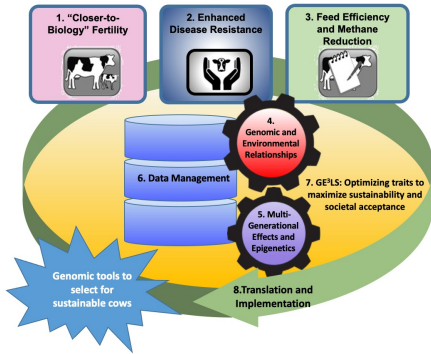 1. “Closer-to-
Biology” Fertility
2. Enhanced
Disease Resistance
3. Feed Efficiency
and Methane
Reduction
4.
Genomic and
Environmental
Relationships
6. Data Management
7. GE³LS: Optimizing traits to
maximize sustainability and
societal acceptance
5. Multi-
Generational
Effects and
Epigenetics
Genomic tools to
select for
sustainable cows
8.Translation and
Implementation